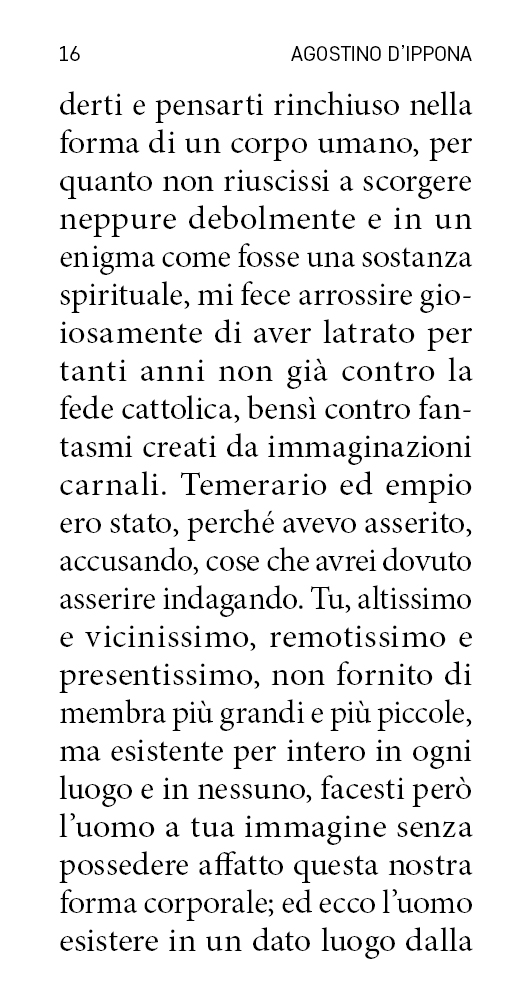 16 AGOSTINO D’IPPONA
derti e pensarti rinchiuso nella
forma di un corpo umano, per
quanto non riuscissi a scorgere
neppure debolmente e in un
enigma come fosse una sostanza
spirituale, mi fece arrossire gio-
iosamente di aver latrato per
tanti anni non già contro la
fede cattolica, bensì contro fan-
tasmi creati da immaginazioni
carnali. Temerario ed empio
ero stato, perché avevo asserito,
accusando, cose che avrei dovuto
asserire indagando. Tu, altissimo
e vicinissimo, remotissimo e
presentissimo, non fornito di
membra più grandi e più piccole,
ma esistente per intero in ogni
luogo e in nessuno, facesti però
l’uomo a tua immagine senza
possedere affatto questa nostra
forma corporale; ed ecco l’uomo
esistere in un dato luogo dalla